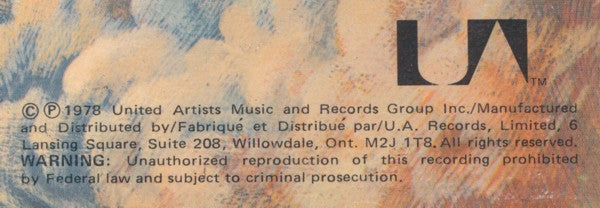 UA
TM
©℗1978 United Artists Music and Records Group Inc./Manufactured
and Distributed by/Fabriqué et Distribué par/U.A. Records, Limited, 6
Lansing Square, Suite 208, Willowdale, Ont. M2J 1T8. All rights reserved.
WARNING: Unauthorized reproduction of this recording prohibited
by Federal law and subject to criminal prosecution.